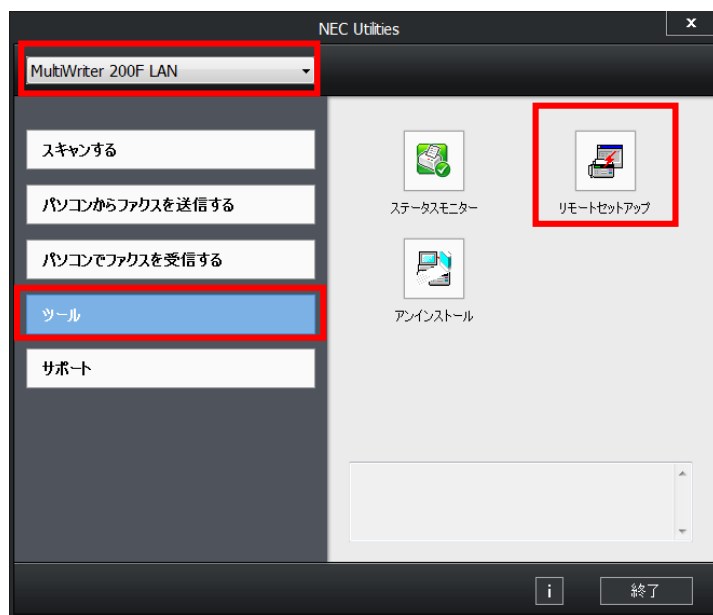 NEC Utilities
x
MultiWriter 200F LAN
スキャンする
パソコンからファクスを送信する
パソコンでファクスを受信する
ツール
サポート
ステータスモニター
リモートセットアップ
アンインストール
i
終了